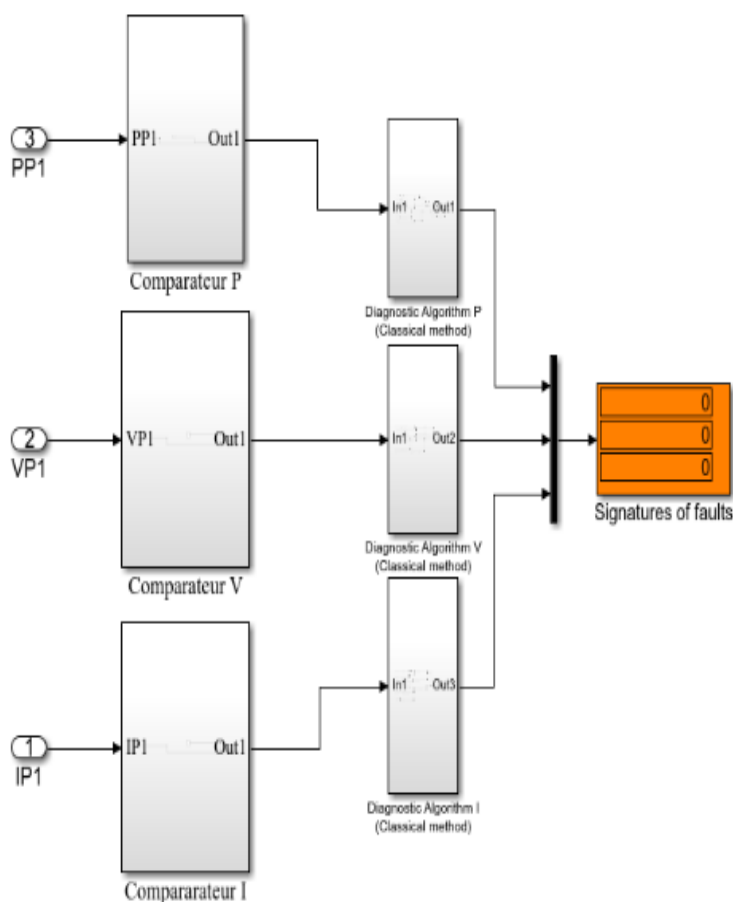 3
PP1
PP1 Out1
Comparateur P
In1 Out1
Diagnostic Algorithm P
(Classical method)
2
VP1
VP1 Out1
Comparateur V
In1 Out2
Diagnostic Algorithm V
(Classical method)
0
0
0
Signatures of faults
1
IP1
IP1 Out1
Compararateur I
In1 Out3
Diagnostic Algorithm I
(Classical method)